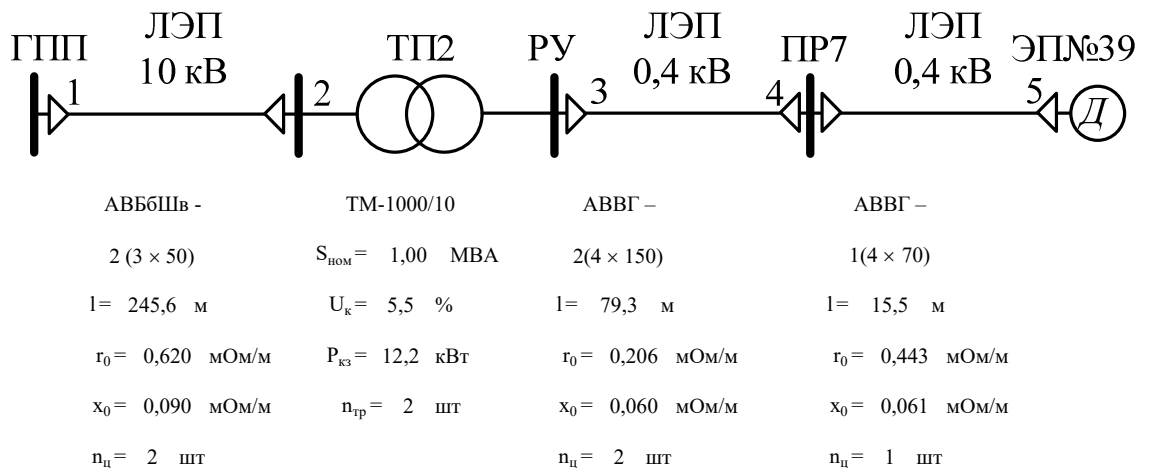 ГПП ЛЭП 10 кВ ТП2 РУ ЛЭП 0,4 кВ ПР7 ЛЭП 0,4 кВ ЭП№39
1 2 3 4 5 Д
АВБбШв - ТМ-1000/10 АВВГ – АВВГ –
2 (3 × 50) Sном= 1,00 МВА 2(4 × 150) 1(4 × 70)
l= 245,6 м Uк= 5,5 % l= 79,3 м l= 15,5 м
r0= 0,620 мОм/м Pкз= 12,2 кВт r0= 0,206 мОм/м r0= 0,443 мОм/м
x0= 0,090 мОм/м nтр= 2 шт x0= 0,060 мОм/м x0= 0,061 мОм/м
nц= 2 шт nц= 2 шт nц= 1 шт